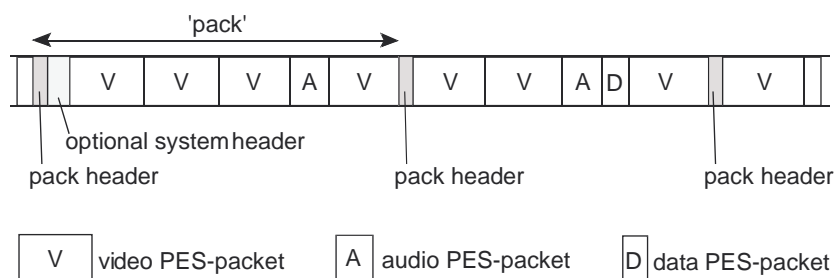 'pack'
V V V A V V V A D V V
optional system header
pack header pack header pack header
V video PES-packet A audio PES-packet D data PES-packet